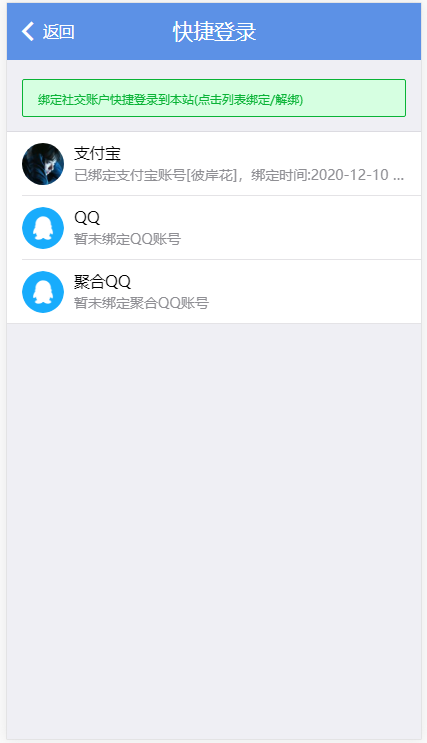 返回
快捷登录
绑定社交账户快捷登录到本站(点击列表绑定/解绑)
支付宝
已绑定支付宝账号[彼岸花]，绑定时间:2020-12-10 ...
QQ
暂未绑定QQ账号
聚合QQ
暂未绑定聚合QQ账号